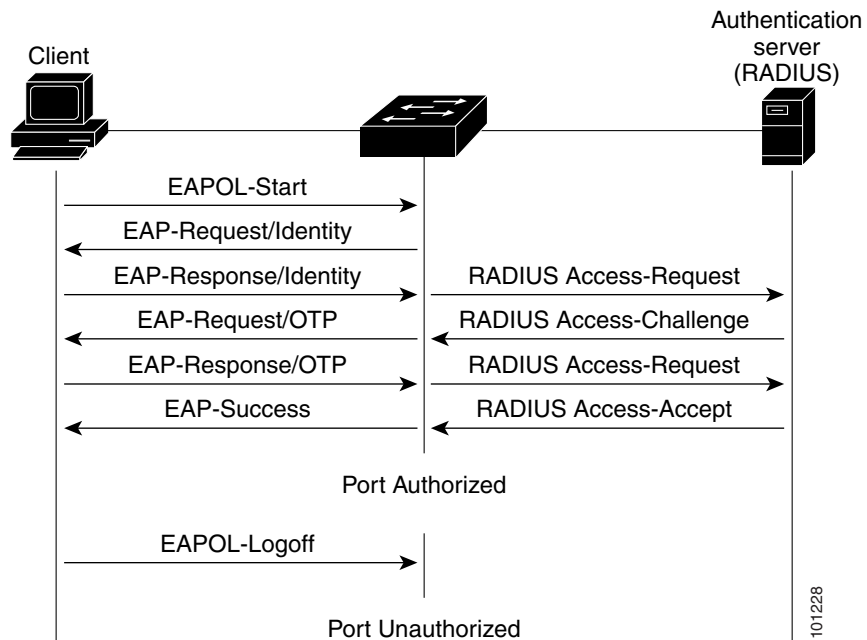 Client
Authentication
server
(RADIUS)
EAPOL-Start
EAP-Request/Identity
EAP-Response/Identity
RADIUS Access-Request
EAP-Request/OTP
RADIUS Access-Challenge
EAP-Response/OTP
RADIUS Access-Request
EAP-Success
RADIUS Access-Accept
Port Authorized
EAPOL-Logoff
Port Unauthorized
101228